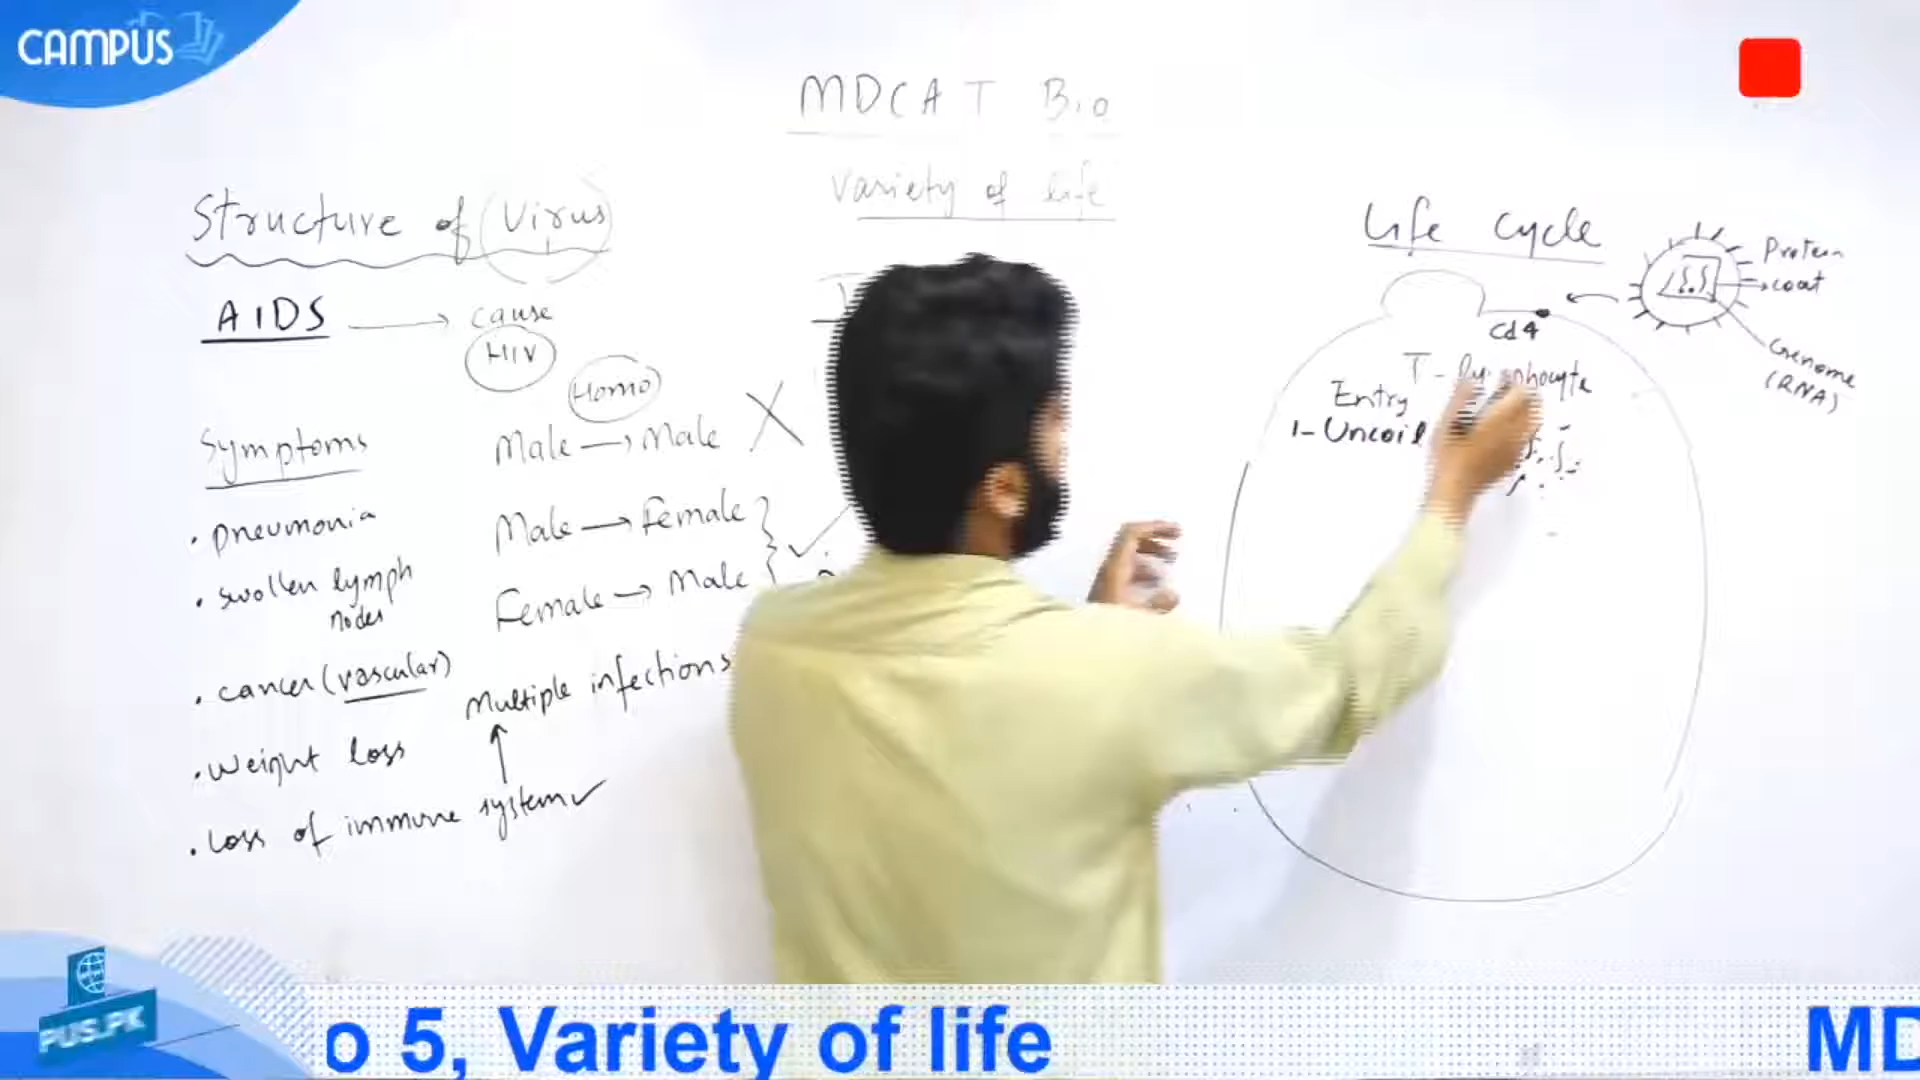 CAMPUS
MDCAT Bio
Variety of life
Structure of Virus
AIDS
cause
HIV
Homo
Symptoms
. pneumonia
. swollen lymph
nodes
. cancer (vascular)
. weight loss
. Loss of immune system
Male → Male
Male → Female
Female → Male
Multiple infections
Life Cycle
Protein
coat
Genome
(RNA)
Cd4
Entry
1- Uncoil
PUS.PK
o 5, Variety of life
MD